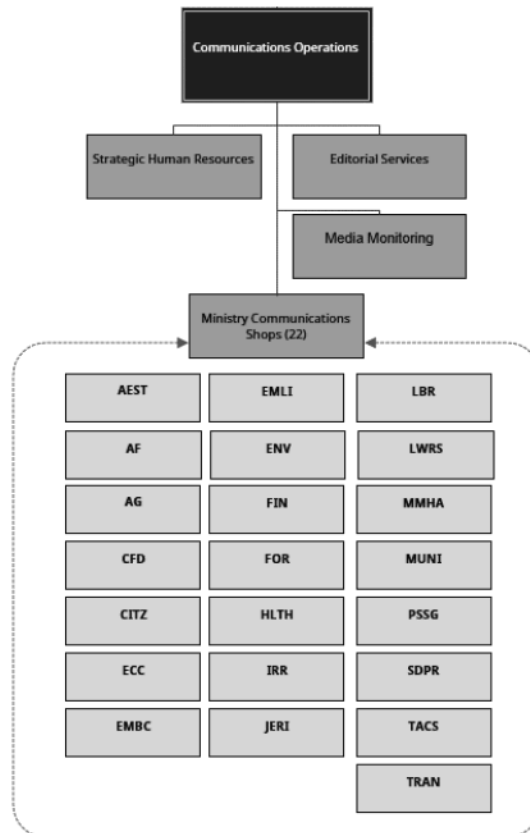 Communications Operations
Strategic Human Resources
Editorial Services
Media Monitoring
Ministry Communications
Shops (22)
AEST
EMLI
LBR
AF
ENV
LWRS
AG
FIN
MMHA
CFD
FOR
MUNI
CITZ
HLTH
PSSG
ECC
IRR
SDPR
EMBC
JERI
TACS
TRAN